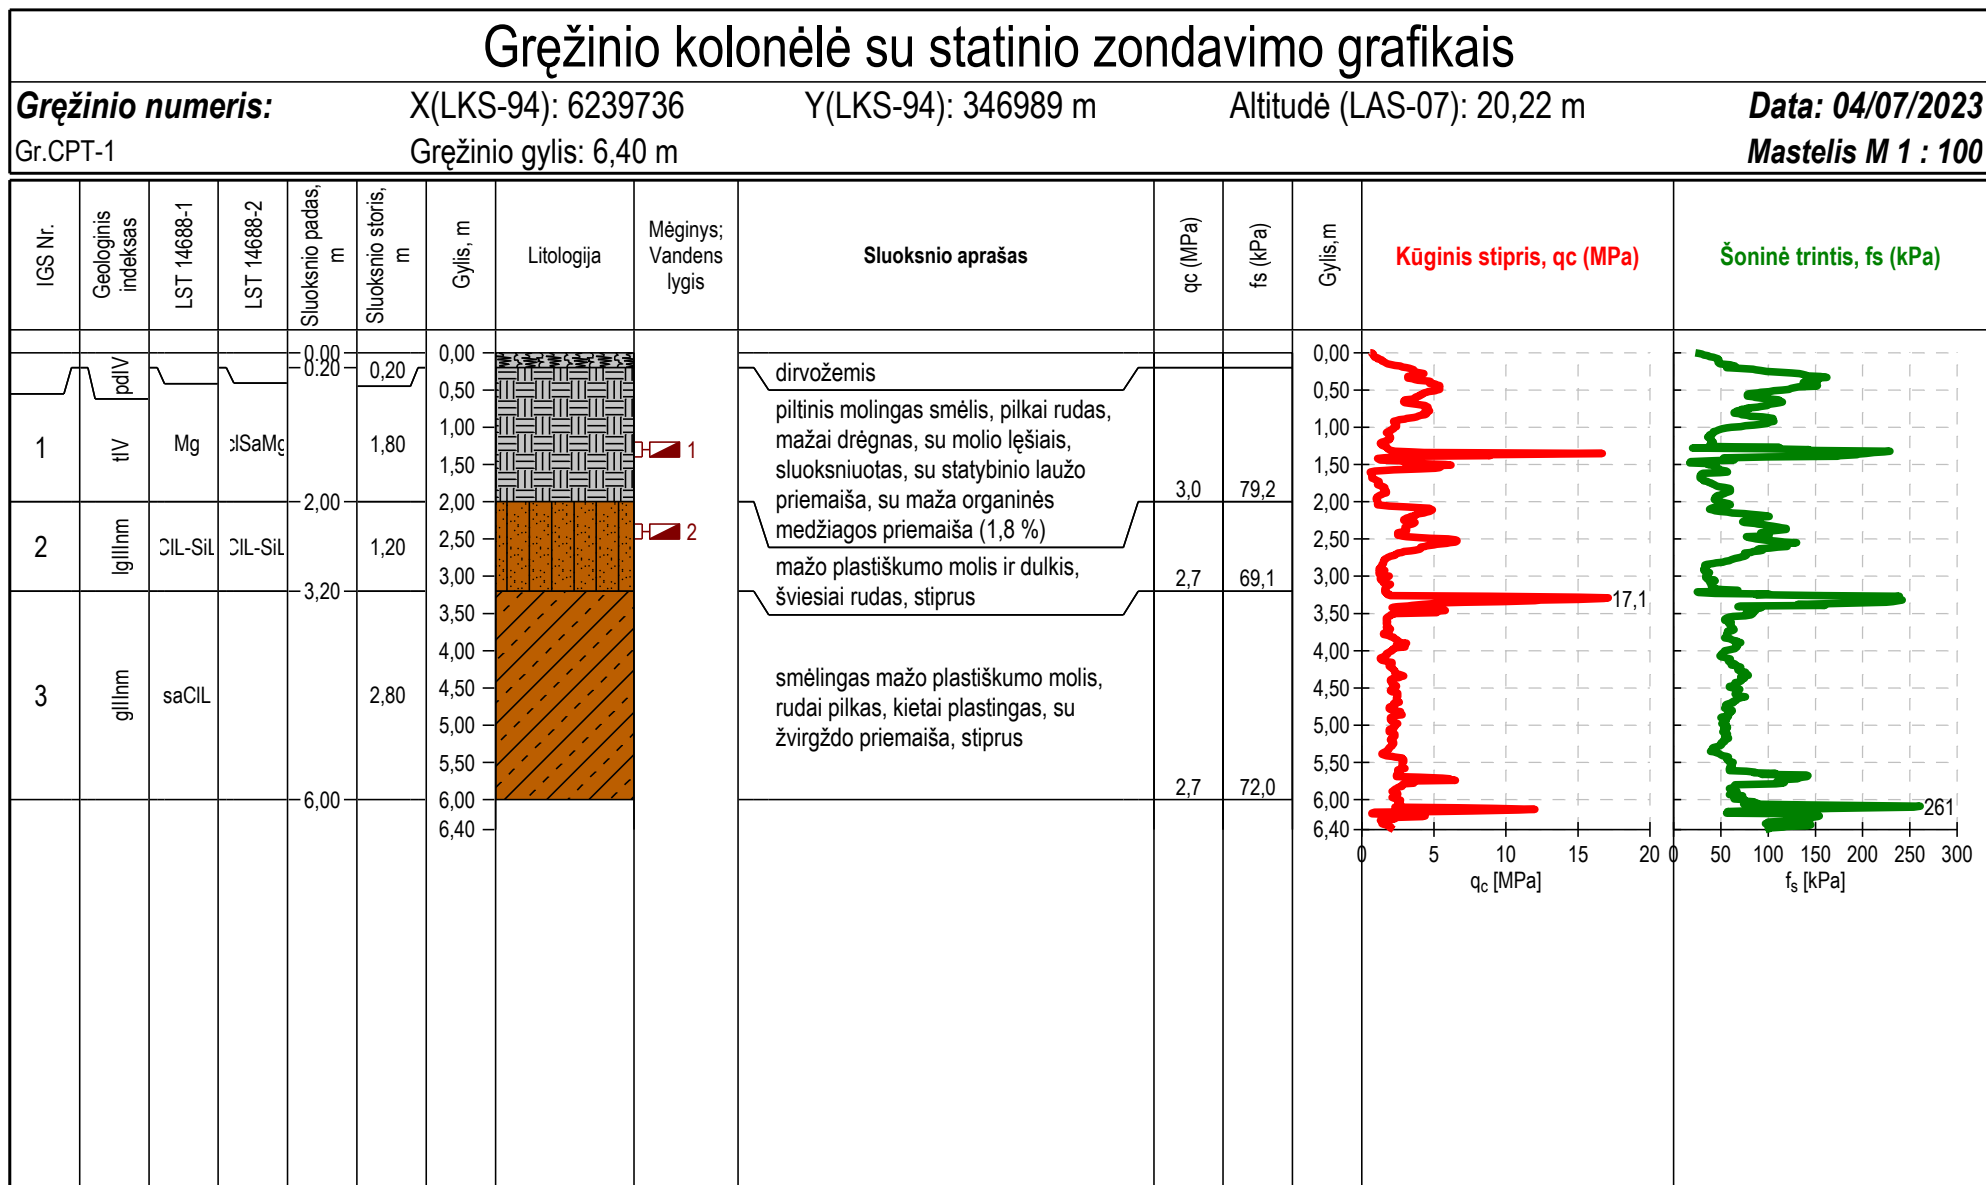 Gręžinio kolonėlė su statinio zondavimo grafikais
Gręžinio numeris:
X(LKS-94): 6239736
Y(LKS-94): 346989 m
Altitudė (LAS-07): 20,22 m
Data: 04/07/2023
Gr.CPT-1
Gręžinio gylis: 6,40 m
Mastelis M 1 : 100
IGS Nr.
Geologinis
indeksas
LST 14688-1
LST 14688-2
Sluoksnio padas,
m
Sluoksnio storis,
m
Gylis, m
Litologija
Mėginys;
Vandens
lygis
Sluoksnio aprašas
qc (MPa)
fs (kPa)
Gylis,m
Kūginis stipris, qc (MPa)
Šoninė trintis, fs (kPa)
pdIV
0.00
0.20
0,20
dirvožemis
1
tIV
Mg
clSaMg
2,00
1,80
1
piltinis molingas smėlis, pilkai rudas,
mažai drėgnas, su molio lęšiais,
sluoksniuotas, su statybinio laužo
priemaiša, su maža organinės
medžiagos priemaiša (1,8 %)
3,0
79,2
2
lgIIInm
ClL-SiL
ClL-SiL
3,20
1,20
2
mažo plastiškumo molis ir dulkis,
šviesiai rudas, stiprus
2,7
69,1
3
gIIInm
saClL
6,00
2,80
smėlingas mažo plastiškumo molis,
rudai pilkas, kietai plastingas, su
žvirgždo priemaiša, stiprus
2,7
72,0
0,00
0,50
1,00
1,50
2,00
2,50
3,00
3,50
4,00
4,50
5,00
5,50
6,00
6,40
0,00
0,50
1,00
1,50
2,00
2,50
3,00
3,50
4,00
4,50
5,00
5,50
6,00
6,40
17,1
0 5 10 15 20
qc [MPa]
261
0 50 100 150 200 250 300
fs [kPa]